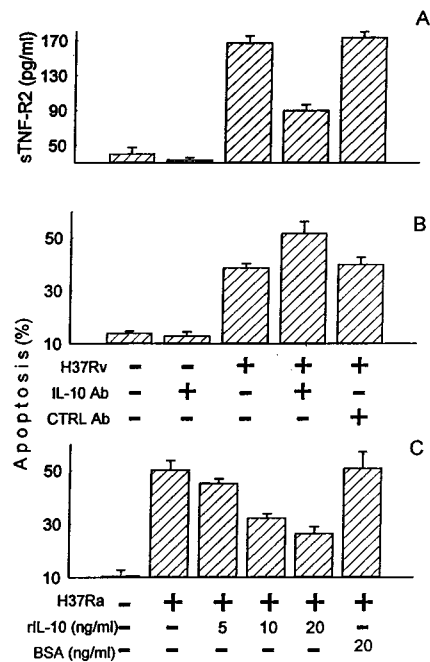 A
sTNF-R2 (pg/ml)
170
130
90
50
B
Apoptosis (%)
50
30
10
H37Rv - - + + +
IL-10 Ab - + - + -
CTRL Ab - - - - +
C
50
30
10
H37Ra - + + + + +
rIL-10 (ng/ml) - - 5 10 20 -
BSA (ng/ml) - - - - - 20